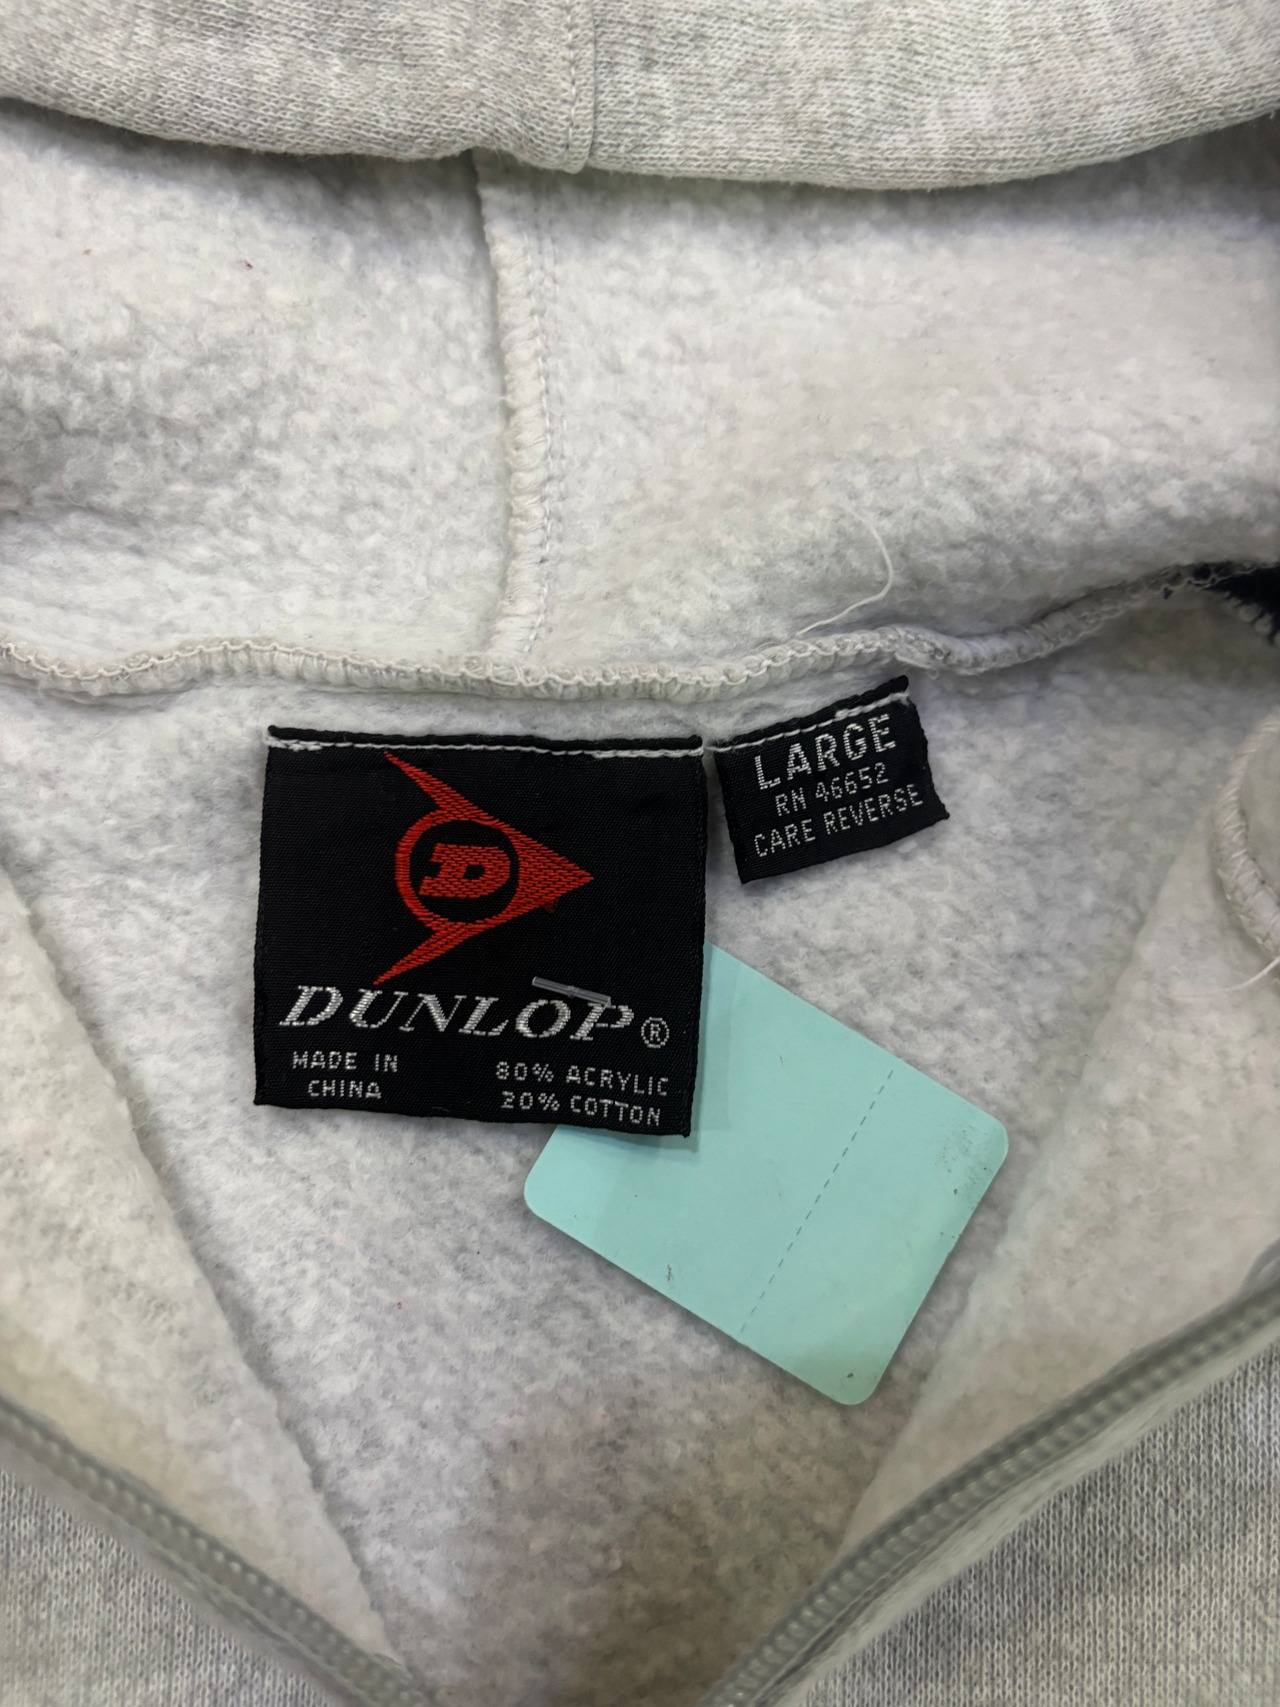 D
DUNLOP®
MADE IN
CHINA
80% ACRYLIC
20% COTTON
LARGE
RN 46652
CARE REVERSE